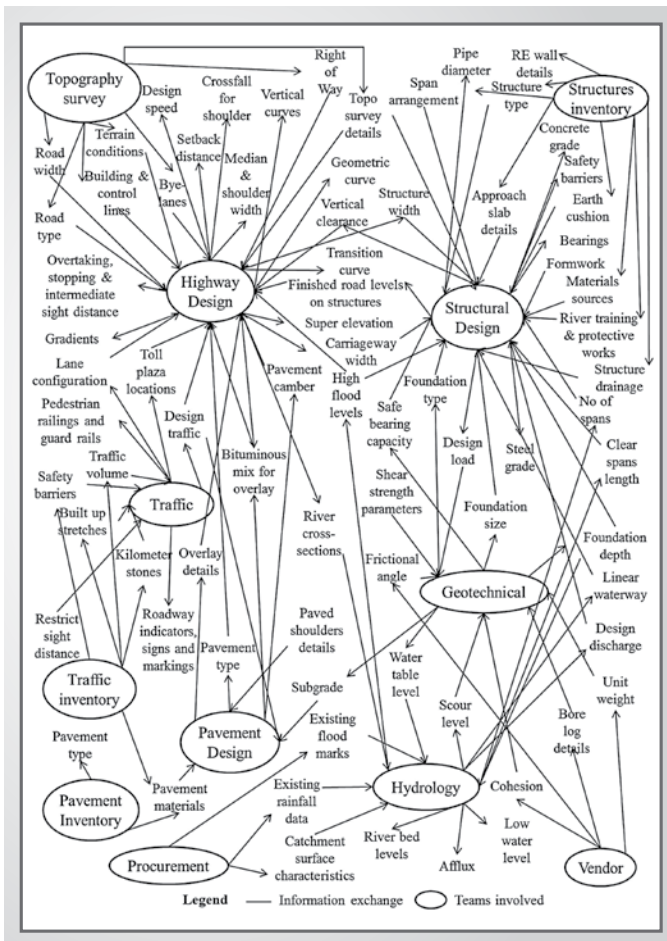 Topography
survey
Design
speed
Crossfall
for
shoulder
Vertical
curves
Right
of
Way
Topo
survey
details
Pipe
diameter
RE wall
details
Span
arrangement
Structure
type
Structures
inventory
Concrete
grade
Safety
barriers
Earth
cushion
Bearings
Formwork
Materials
sources
River training
& protective
works
Structure
drainage
Terrain
conditions
Road
width
Building &
control
lines
Bye-
lanes
Setback
distance
Median
&
shoulder
width
Geometric
curve
Vertical
clearance
Structure
width
Approach
slab
details
Road
type
Overtaking,
stopping &
intermediate
sight distance
Highway
Design
Transition
curve
Finished road levels
on structures
Super elevation
Carriageway
width
Structural
Design
Gradients
Lane
configuration
Toll
plaza
locations
Pavement
camber
High
flood
levels
Foundation
type
No of
spans
Pedestrian
railings and
guard rails
Design
traffic
Safe
bearing
capacity
Design
load
Steel
grade
Clear
spans
length
Traffic
volume
Bituminous
mix for
overlay
Shear
strength
parameters
Safety
barriers
Built up
stretches
Traffic
River
cross-
sections
Foundation
size
Foundation
depth
Kilometer
stones
Overlay
details
Frictional
angle
Geotechnical
Linear
waterway
Restrict
sight
distance
Roadway
indicators,
signs and
markings
Pavement
type
Paved
shoulders
details
Design
discharge
Traffic
inventory
Subgrade
Water
table
level
Unit
weight
Pavement
type
Pavement
Design
Existing
flood
marks
Scour
level
Bore
log
details
Pavement
Inventory
Pavement
materials
Existing
rainfall
data
Hydrology
Cohesion
Procurement
Catchment
surface
characteristics
River bed
levels
Afflux
Low
water
level
Vendor
Legend
Information exchange
Teams involved